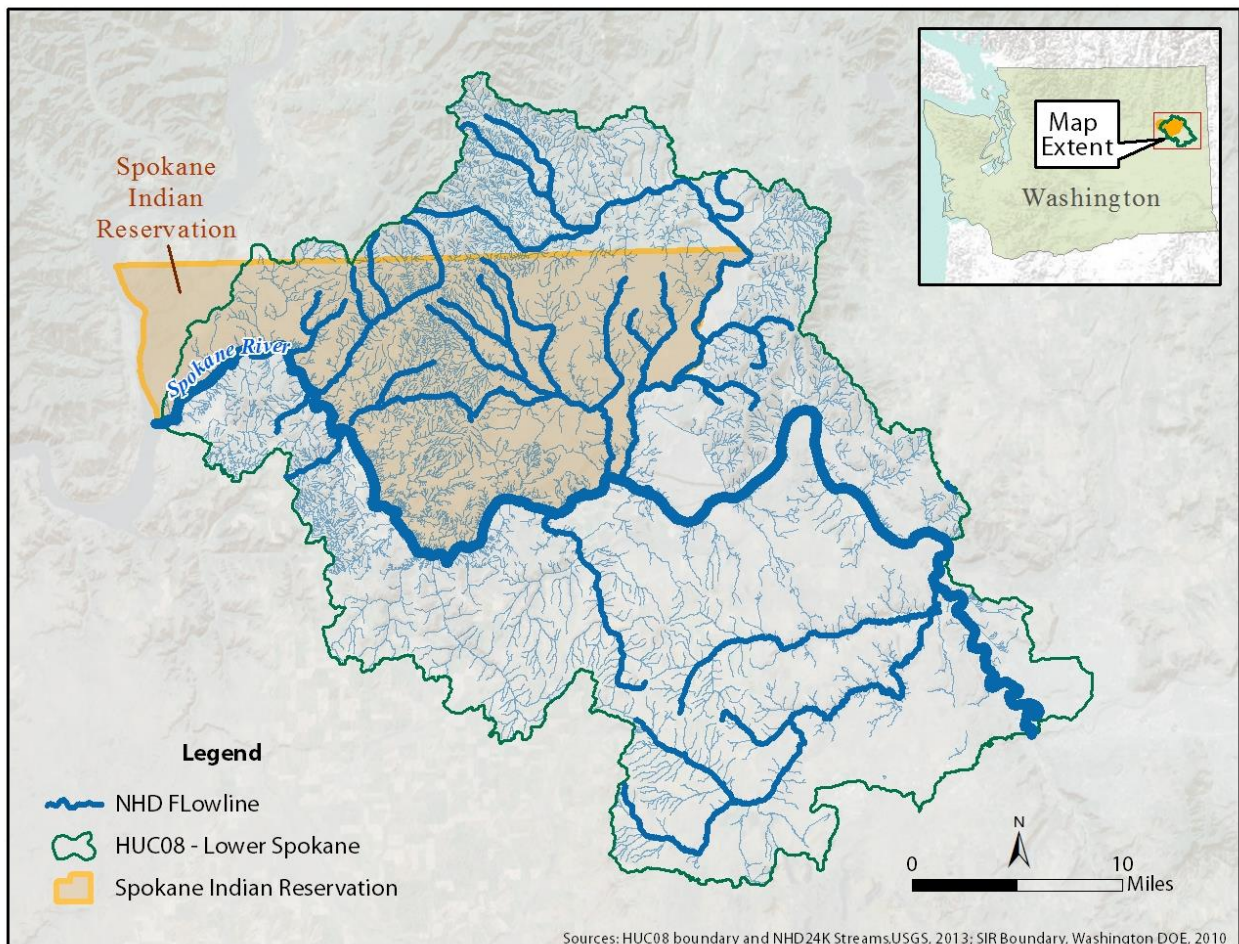 Map
Extent
Washington
Spokane
Indian
Reservation
Spokane River
Legend
NHD FLowline
HUC08 - Lower Spokane
Spokane Indian Reservation
N
0 10
Miles
Sources: HUC08 boundary and NHD24K Streams,USGS, 2013; SIR Boundary, Washington DOE, 2010